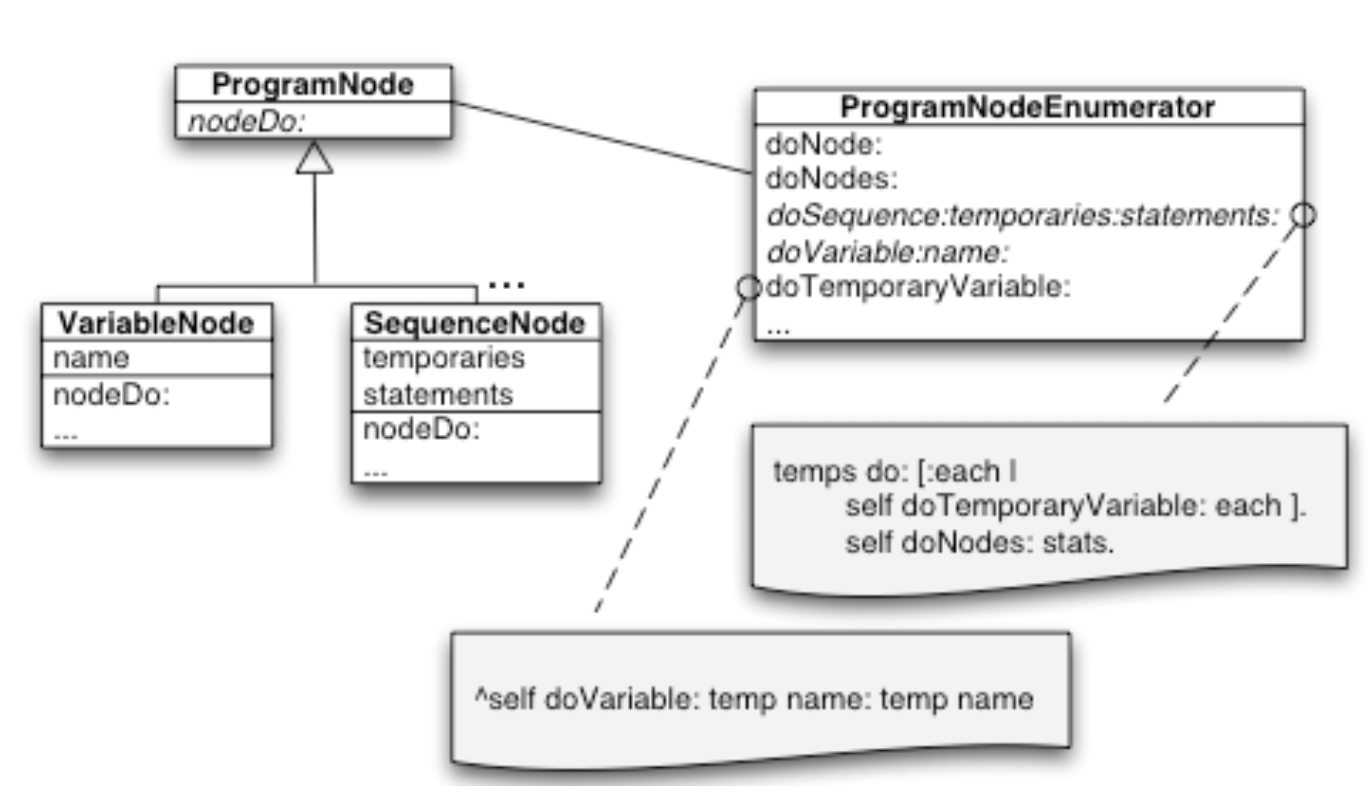 ProgramNode
nodeDo:
ProgramNodeEnumerator
doNode:
doNodes:
doSequence:temporaries:statements:
doVariable:name:
doTemporaryVariable:
...
...
VariableNode
name
nodeDo:
...
SequenceNode
temporaries
statements
nodeDo:
...
temps do: [:each |
self doTemporaryVariable: each ].
self doNodes: stats.
^self doVariable: temp name: temp name